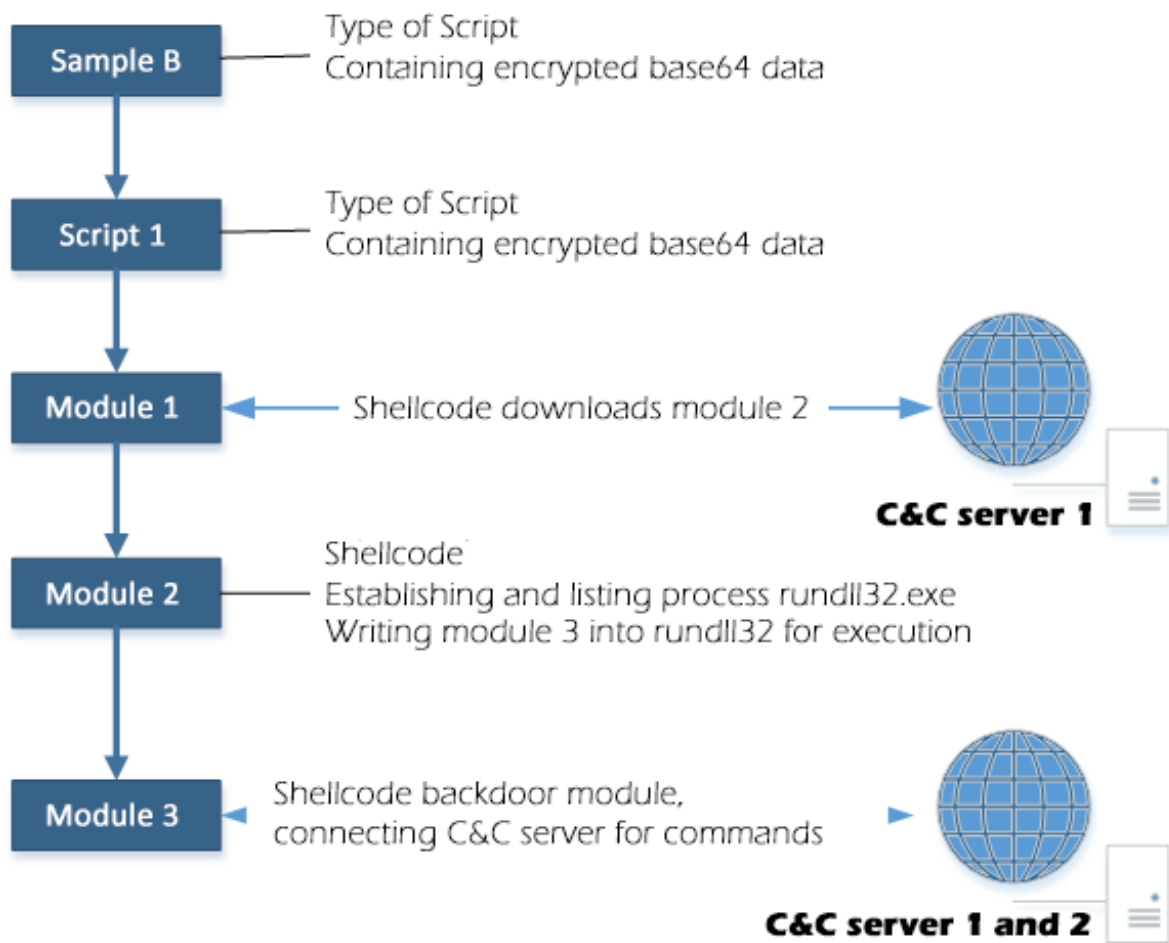 Sample B
Type of Script
Containing encrypted base64 data
Script 1
Type of Script
Containing encrypted base64 data
Module 1
Shellcode downloads module 2
C&C server 1
Module 2
Shellcode
Establishing and listing process rundll32.exe
Writing module 3 into rundll32 for execution
Module 3
Shellcode backdoor module,
connecting C&C server for commands
C&C server 1 and 2